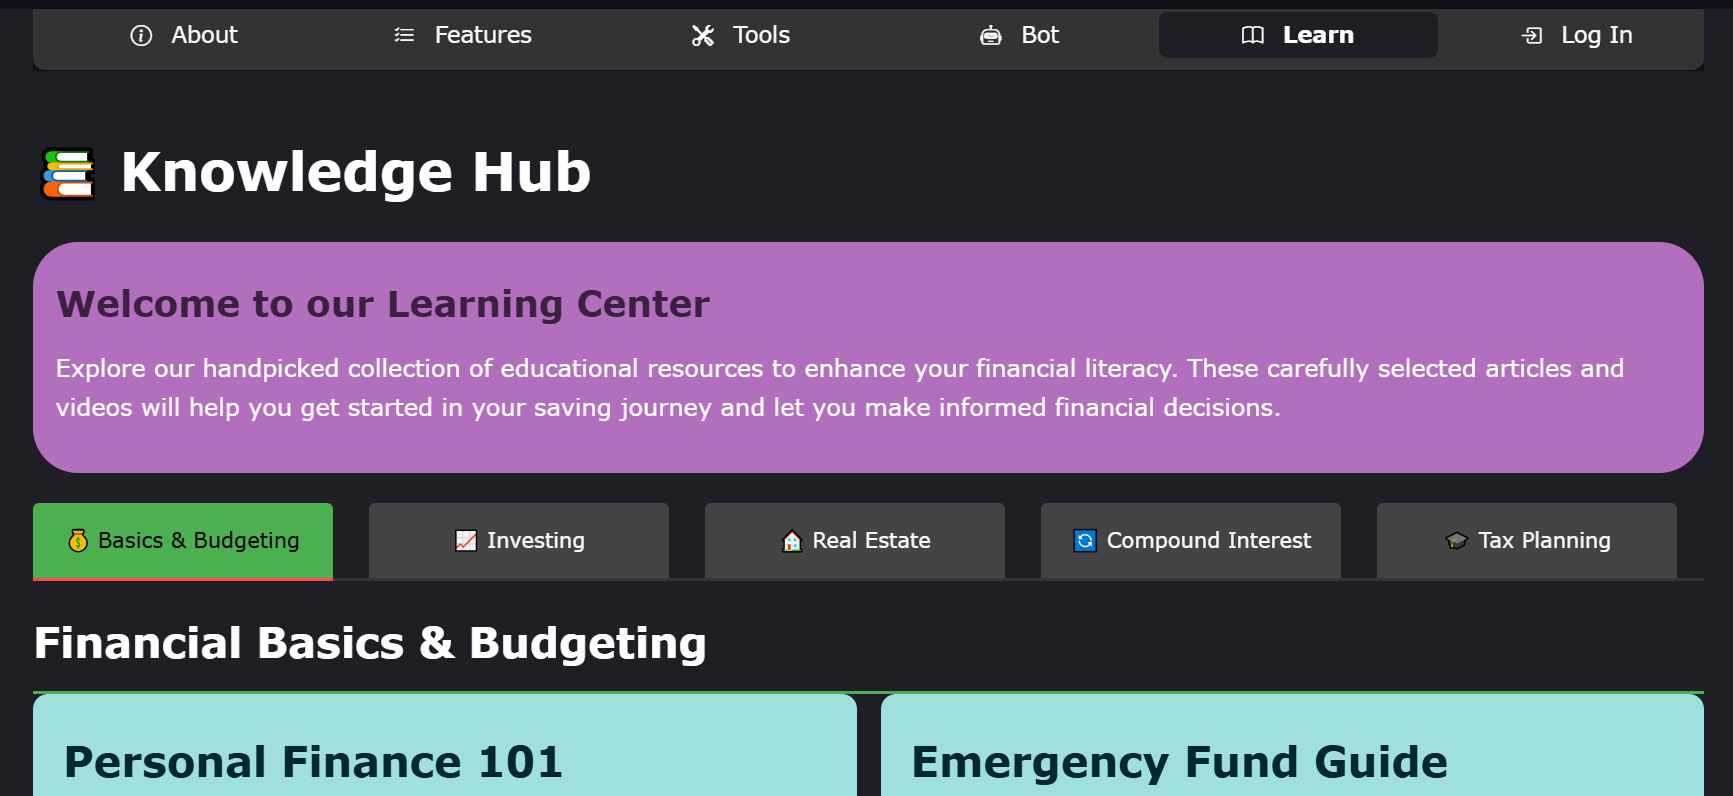 About Features Tools Bot Learn Log In
Knowledge Hub
Welcome to our Learning Center
Explore our handpicked collection of educational resources to enhance your financial literacy. These carefully selected articles and
videos will help you get started in your saving journey and let you make informed financial decisions.
Basics & Budgeting Investing Real Estate Compound Interest Tax Planning
Financial Basics & Budgeting
Personal Finance 101 Emergency Fund Guide